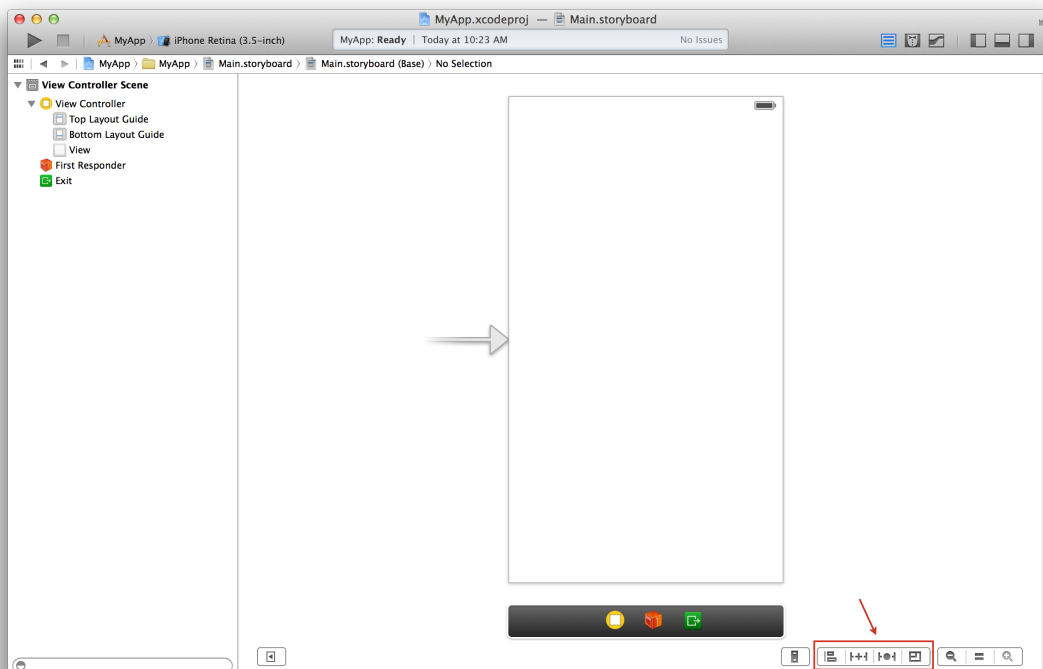 MyApp.xcodeproj — Main.storyboard
MyApp iPhone Retina (3.5-inch)
MyApp: Ready | Today at 10:23 AM
No Issues
MyApp MyApp Main.storyboard Main.storyboard (Base) No Selection
View Controller Scene
View Controller
Top Layout Guide
Bottom Layout Guide
View
First Responder
Exit